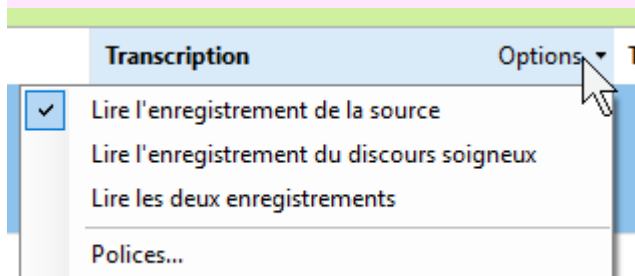 Transcription Options
Lire l'enregistrement de la source
Lire l'enregistrement du discours soigneux
Lire les deux enregistrements
Polices...